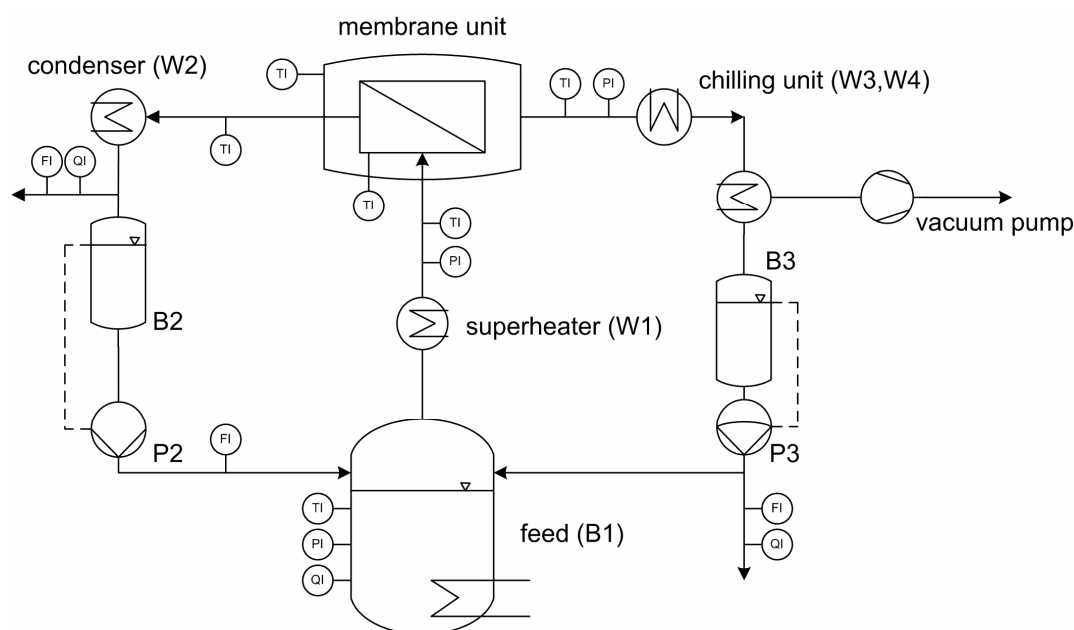 membrane unit
condenser (W2)
TI
TI
PI
chilling unit (W3,W4)
FI
QI
TI
TI
TI
vacuum pump
PI
B3
B2
superheater (W1)
P2
FI
P3
TI
feed (B1)
FI
PI
QI
QI